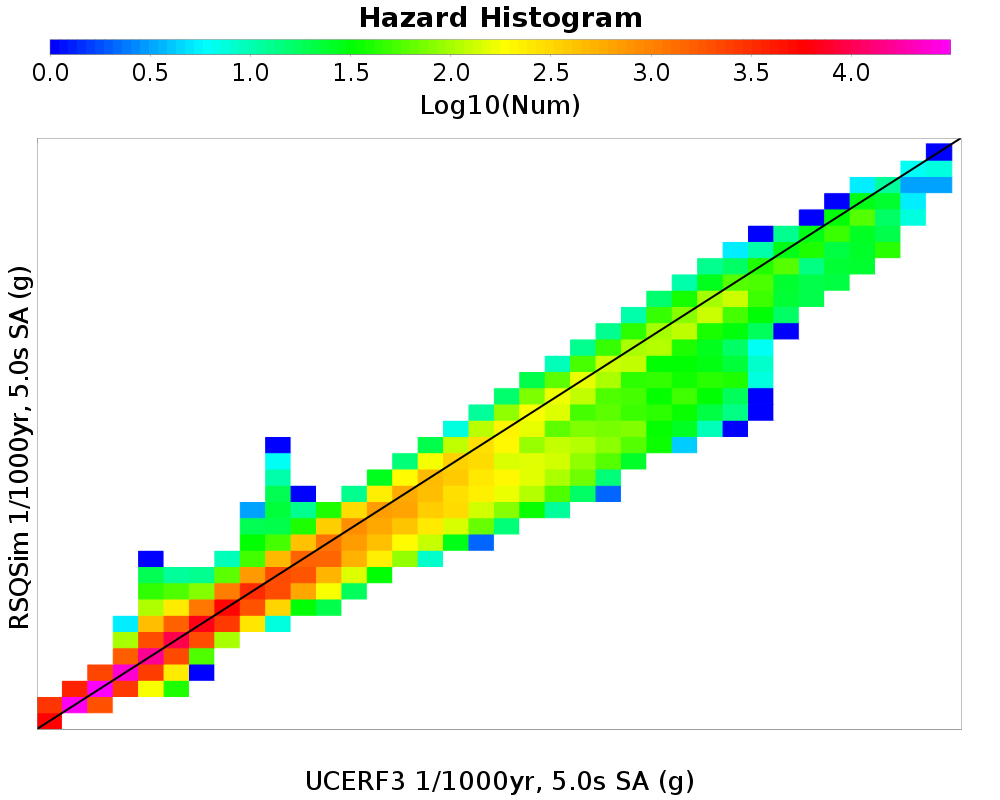 Hazard Histogram
0.0 0.5 1.0 1.5 2.0 2.5 3.0 3.5 4.0
Log10(Num)
RSQSim 1/1000yr, 5.0s SA (g)
UCERF3 1/1000yr, 5.0s SA (g)